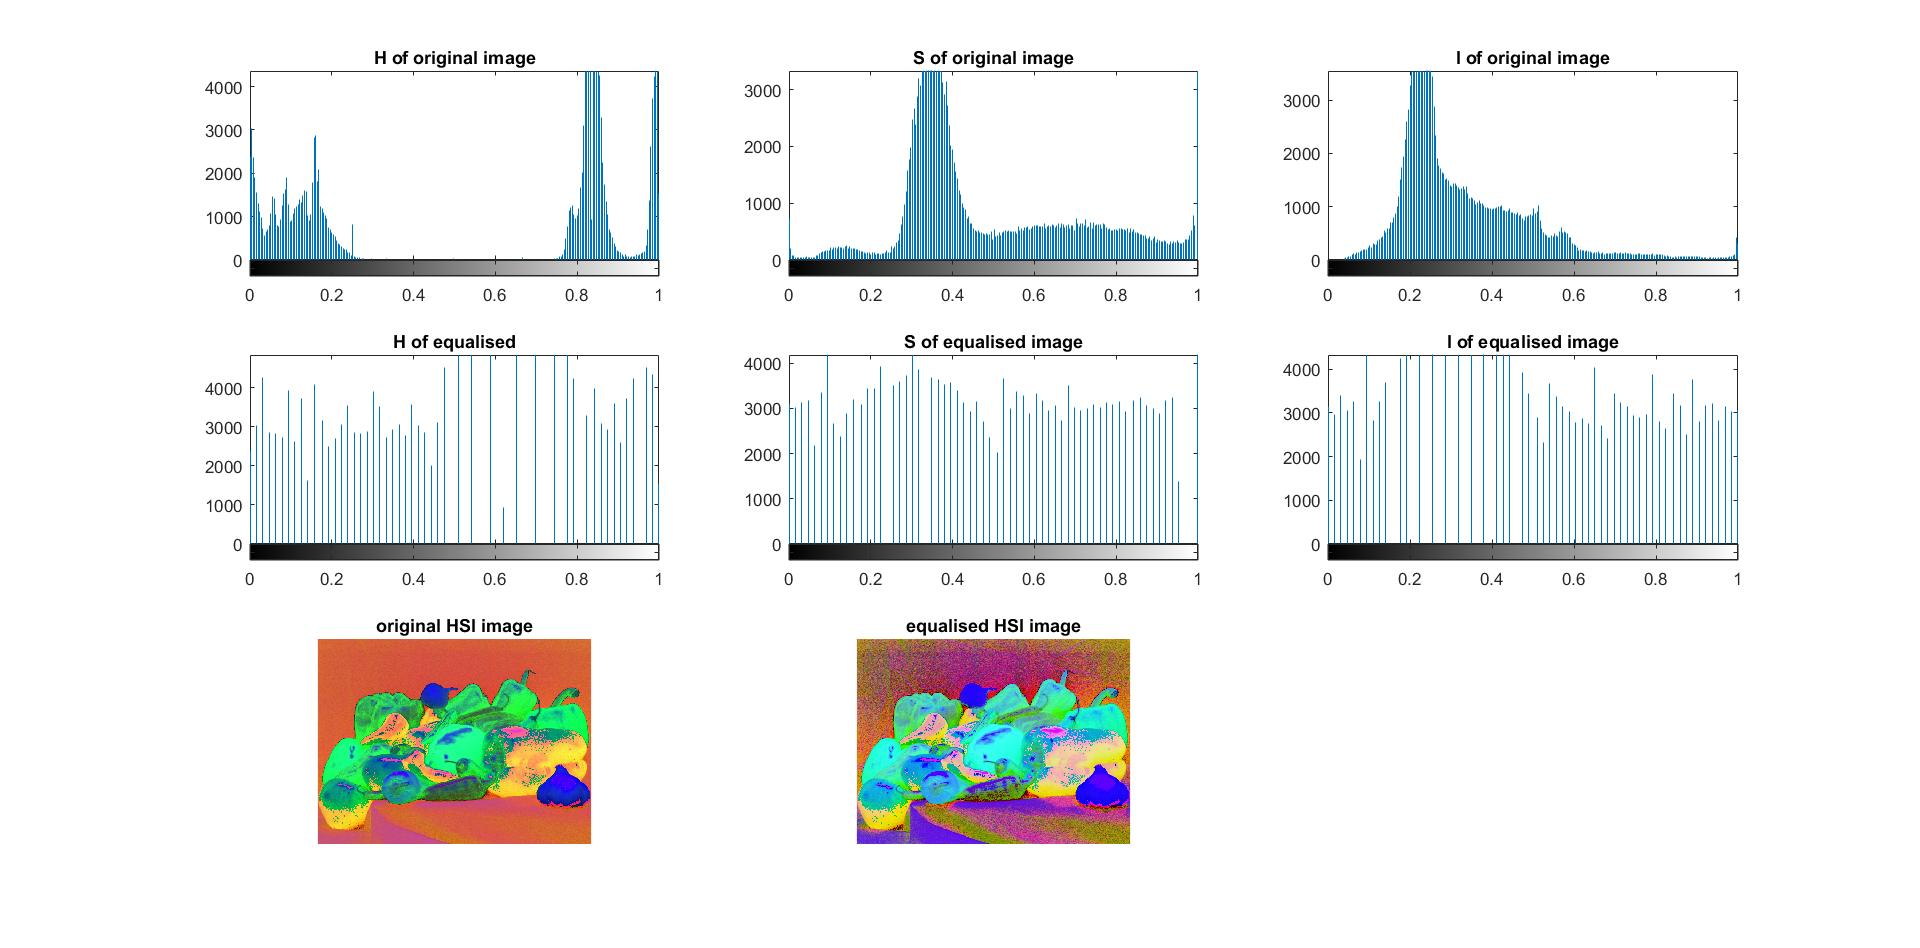 H of original image
S of original image
I of original image
4000
3000
2000
1000
0
0 0.2 0.4 0.6 0.8 1
3000
2000
1000
0
0 0.2 0.4 0.6 0.8 1
3000
2000
1000
0
0 0.2 0.4 0.6 0.8 1
H of equalised
S of equalised image
I of equalised image
4000
3000
2000
1000
0
0 0.2 0.4 0.6 0.8 1
4000
3000
2000
1000
0
0 0.2 0.4 0.6 0.8 1
4000
3000
2000
1000
0
0 0.2 0.4 0.6 0.8 1
original HSI image
equalised HSI image